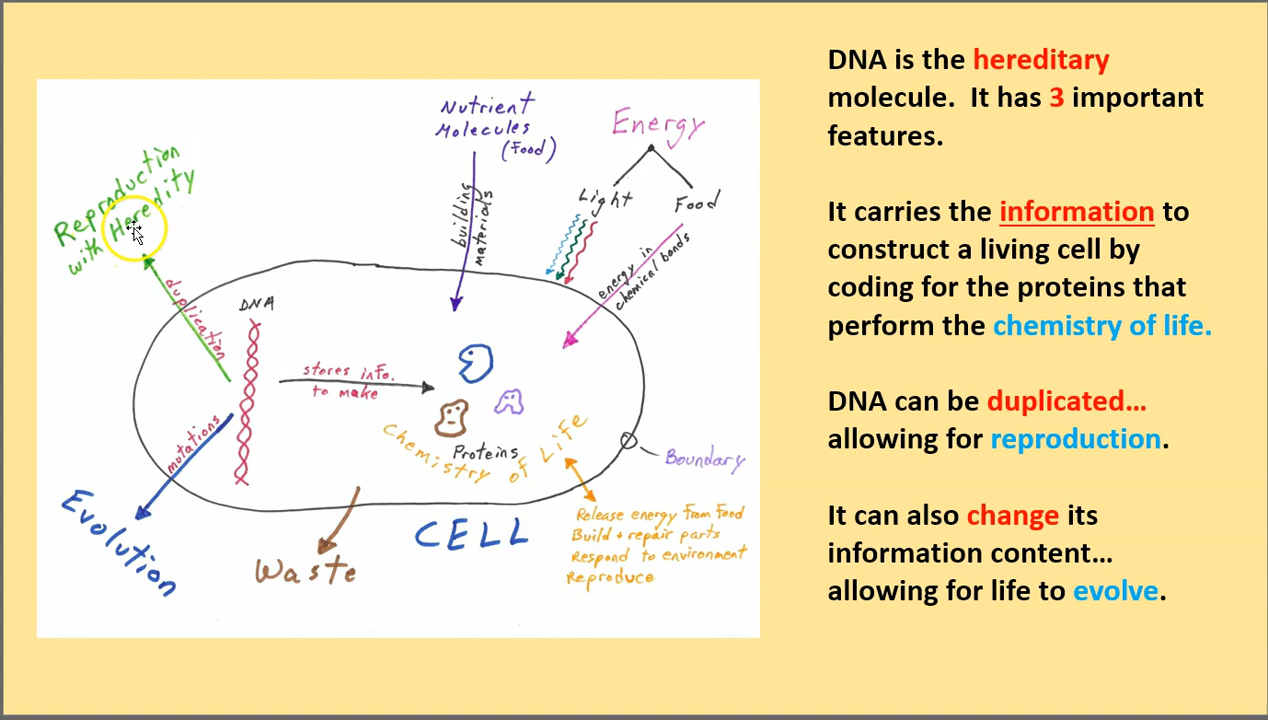 Nutrient
Molecules
(Food)
building
materials
Energy
Light
Food
energy in
chemical bonds
Reproduction
with Heredity
duplication
DNA
stores info.
to make
mutations
Evolution
Proteins
Chemistry of Life
Boundary
Release energy from Food
Build + repair parts
Respond to environment
Reproduce
CELL
Waste
DNA is the hereditary
molecule. It has 3 important
features.
It carries the information to
construct a living cell by
coding for the proteins that
perform the chemistry of life.
DNA can be duplicated…
allowing for reproduction.
It can also change its
information content…
allowing for life to evolve.